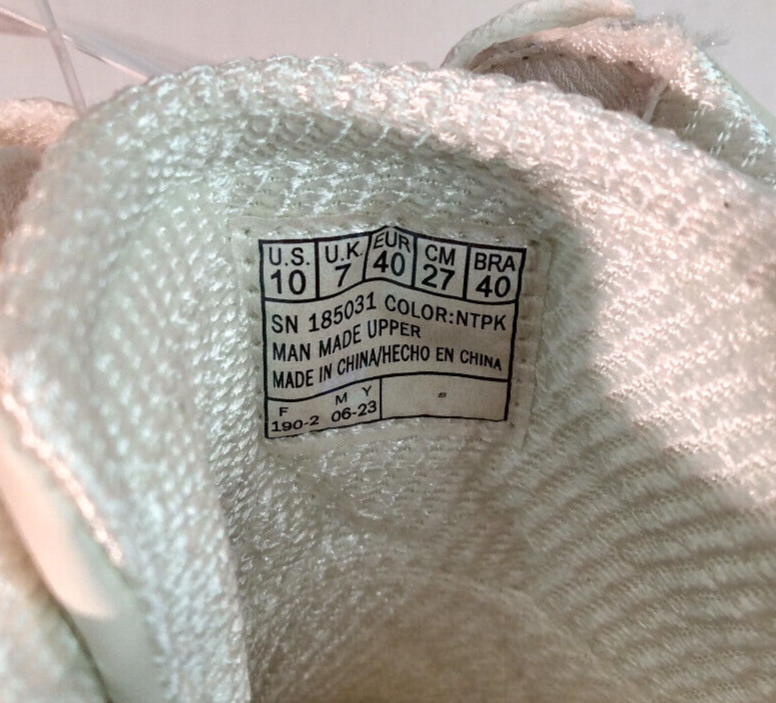 U.S. U.K. EUR CM BRA
10 7 40 27 40
SN 185031 COLOR:NTPK
MAN MADE UPPER
MADE IN CHINA/HECHO EN CHINA
F M Y
190-2 06-23